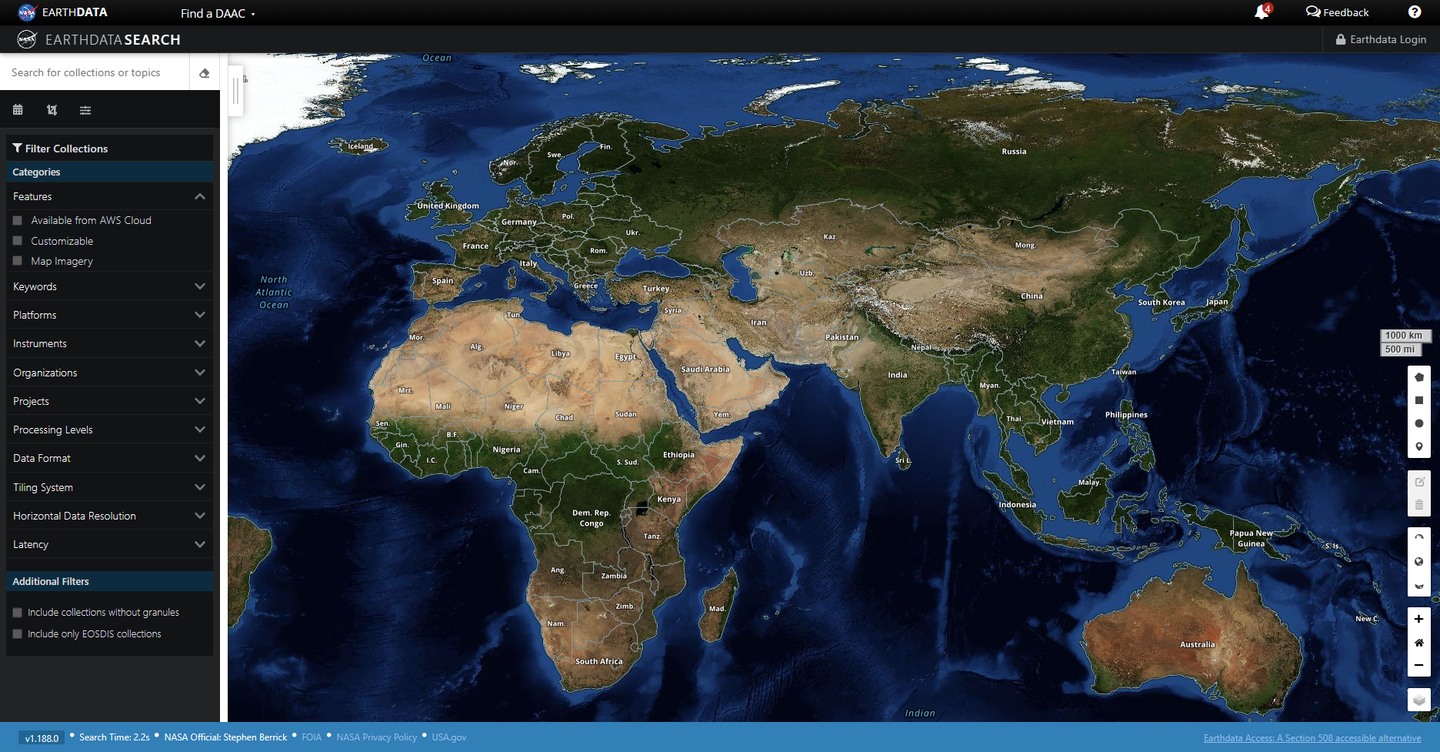 EARTHDATA
Find a DAAC
4
Feedback
?
EARTHDATA SEARCH
Earthdata Login
Search for collections or topics
Filter Collections
Categories
Features
Available from AWS Cloud
Customizable
Map Imagery
Keywords
Platforms
Instruments
Organizations
Projects
Processing Levels
Data Format
Tiling System
Horizontal Data Resolution
Latency
Additional Filters
Include collections without granules
Include only EOSDIS collections
Ocean
Iceland
Nor.
Swe.
Fin.
Russia
United Kingdom
Germany
Pol.
Ukr.
France
Rom.
Kaz.
Mong.
Italy
Uzb.
North
Atlantic
Ocean
Spain
Greece
Turkey
China
South Korea
Japan
Tun.
Syria
Iran
Mor.
Pakistan
1000 km
500 mi
Alg.
Libya
Egypt
Nepal
Saudi Arabia
India
Taiwan
Mrt.
Myan.
Mali
Niger
Chad
Sudan
Yem.
Philippines
Sen.
Thai.
Vietnam
B.F.
Gin.
Nigeria
Ethiopia
I.C.
S. Sud.
Sri L.
Cam.
Malay.
Kenya
Indonesia
Dem. Rep.
Congo
Tanz.
Papua New
Guinea
S. Is.
Ang.
Zambia
Zimb.
Mad.
Nam.
New C.
Australia
South Africa
Indian
v1.188.0 • Search Time: 2.2s • NASA Official: Stephen Berrick • FOIA • NASA Privacy Policy • USA.gov
Earthdata Access: A Section 508 accessible alternative